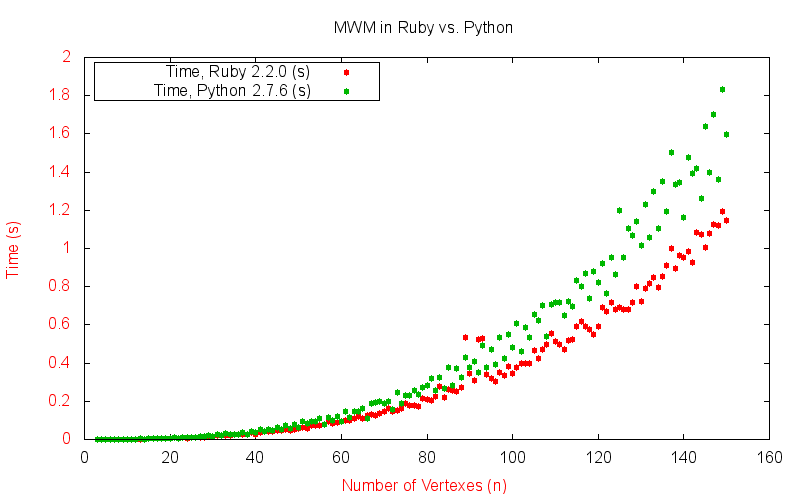 MWM in Ruby vs. Python
Time, Ruby 2.2.0 (s)
Time, Python 2.7.6 (s)
2
1.8
1.6
1.4
1.2
1
0.8
0.6
0.4
0.2
0
Time (s)
0 20 40 60 80 100 120 140 160
Number of Vertexes (n)